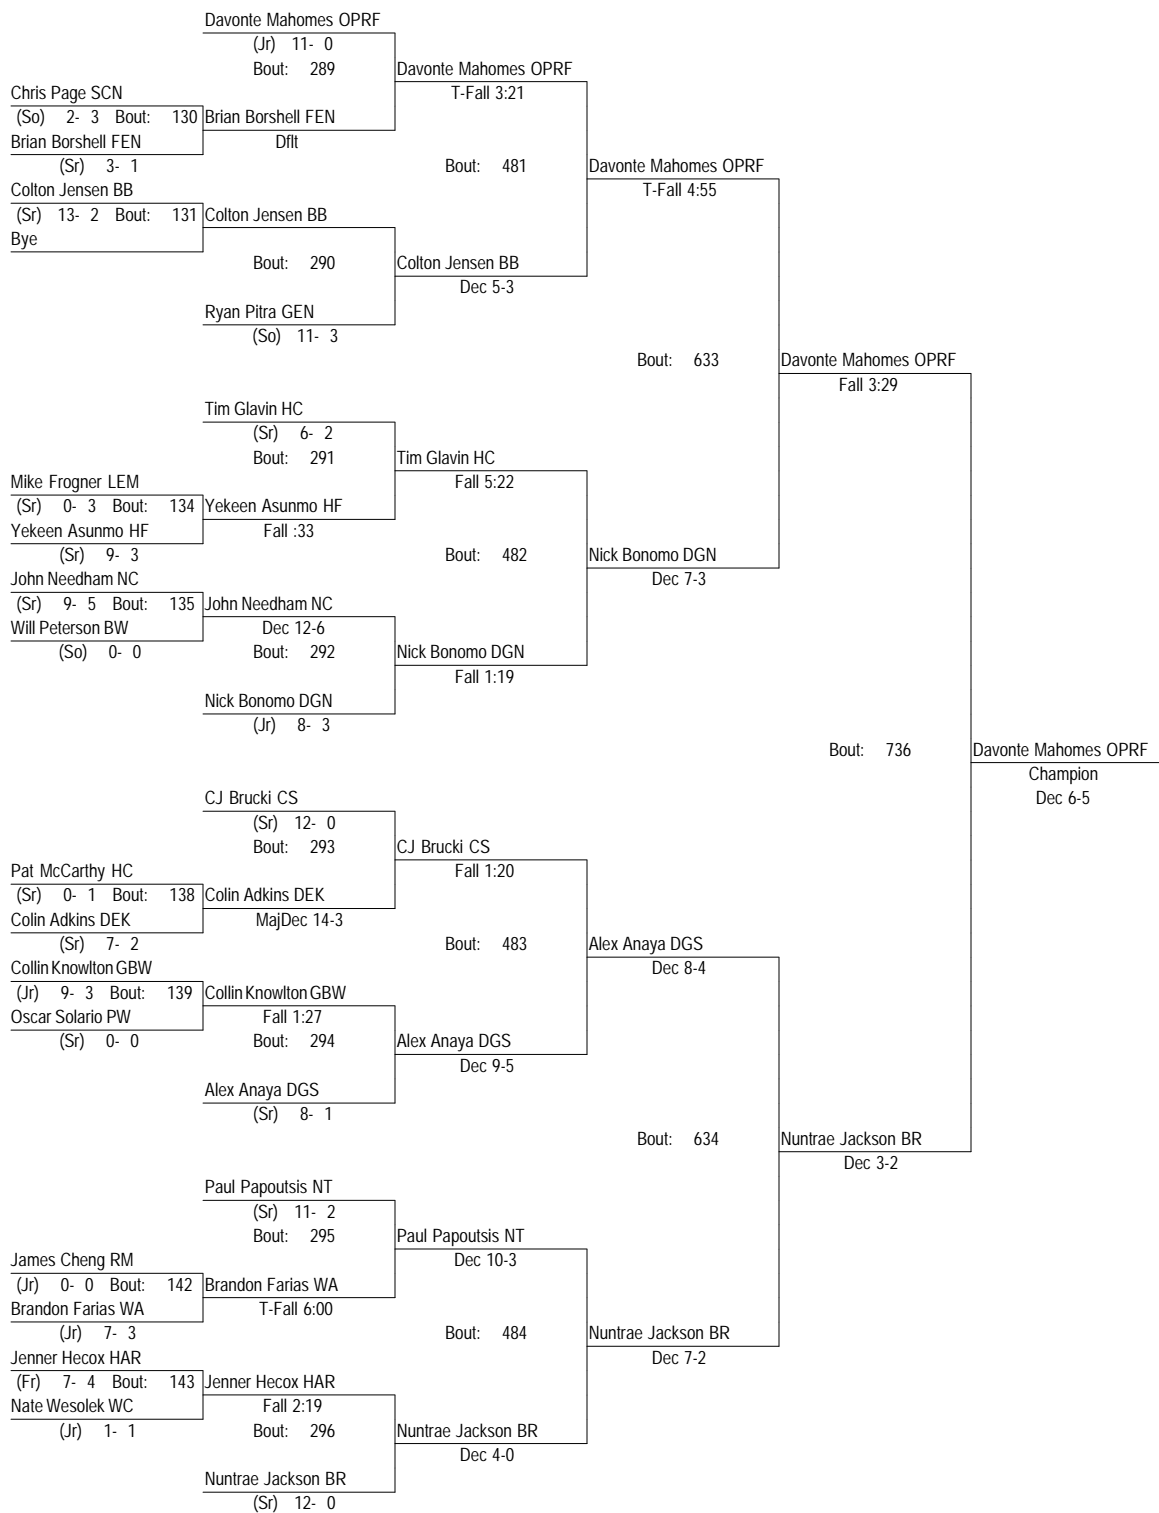 Davonte Mahomes OPRF
(Jr) 11- 0
Bout: 289
Davonte Mahomes OPRF
T-Fall 3:21
Chris Page SCN
(So) 2- 3 Bout: 130
Brian Borshell FEN
Dflt
Brian Borshell FEN
(Sr) 3- 1
Bout: 481
Davonte Mahomes OPRF
T-Fall 4:55
Colton Jensen BB
(Sr) 13- 2 Bout: 131
Colton Jensen BB
Bye
Bout: 290
Colton Jensen BB
Dec 5-3
Ryan Pitra GEN
(So) 11- 3
Bout: 633
Davonte Mahomes OPRF
Fall 3:29
Tim Glavin HC
(Sr) 6- 2
Bout: 291
Tim Glavin HC
Fall 5:22
Mike Frogner LEM
(Sr) 0- 3 Bout: 134
Yekeen Asunmo HF
Fall :33
Yekeen Asunmo HF
(Sr) 9- 3
Bout: 482
Nick Bonomo DGN
Dec 7-3
John Needham NC
(Sr) 9- 5 Bout: 135
John Needham NC
Dec 12-6
Will Peterson BW
(So) 0- 0
Bout: 292
Nick Bonomo DGN
Fall 1:19
Nick Bonomo DGN
(Jr) 8- 3
Bout: 736
Davonte Mahomes OPRF
Champion
Dec 6-5
CJ Brucki CS
(Sr) 12- 0
Bout: 293
CJ Brucki CS
Fall 1:20
Pat McCarthy HC
(Sr) 0- 1 Bout: 138
Colin Adkins DEK
MajDec 14-3
Colin Adkins DEK
(Sr) 7- 2
Bout: 483
Alex Anaya DGS
Dec 8-4
Collin Knowlton GBW
(Jr) 9- 3 Bout: 139
Collin Knowlton GBW
Fall 1:27
Oscar Solario PW
(Sr) 0- 0
Bout: 294
Alex Anaya DGS
Dec 9-5
Alex Anaya DGS
(Sr) 8- 1
Bout: 634
Nuntrae Jackson BR
Dec 3-2
Paul Papoutsis NT
(Sr) 11- 2
Bout: 295
Paul Papoutsis NT
Dec 10-3
James Cheng RM
(Jr) 0- 0 Bout: 142
Brandon Farias WA
T-Fall 6:00
Brandon Farias WA
(Jr) 7- 3
Bout: 484
Nuntrae Jackson BR
Dec 7-2
Jenner Hecox HAR
(Fr) 7- 4 Bout: 143
Jenner Hecox HAR
Fall 2:19
Nate Wesolek WC
(Jr) 1- 1
Bout: 296
Nuntrae Jackson BR
Dec 4-0
Nuntrae Jackson BR
(Sr) 12- 0